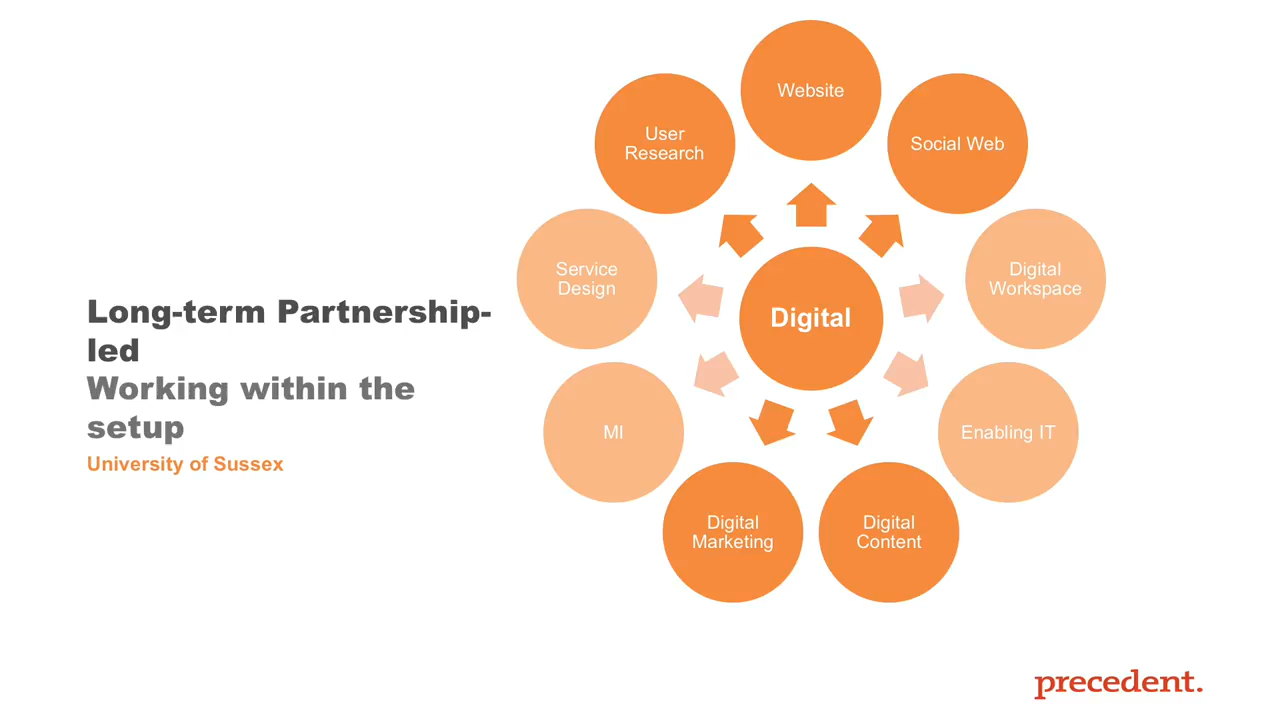 Long-term Partnership-
led
Working within the
setup
University of Sussex
Website
Social Web
Digital
Workspace
Enabling IT
Digital
Content
Digital
Marketing
MI
Service
Design
User
Research
Digital
precedent.